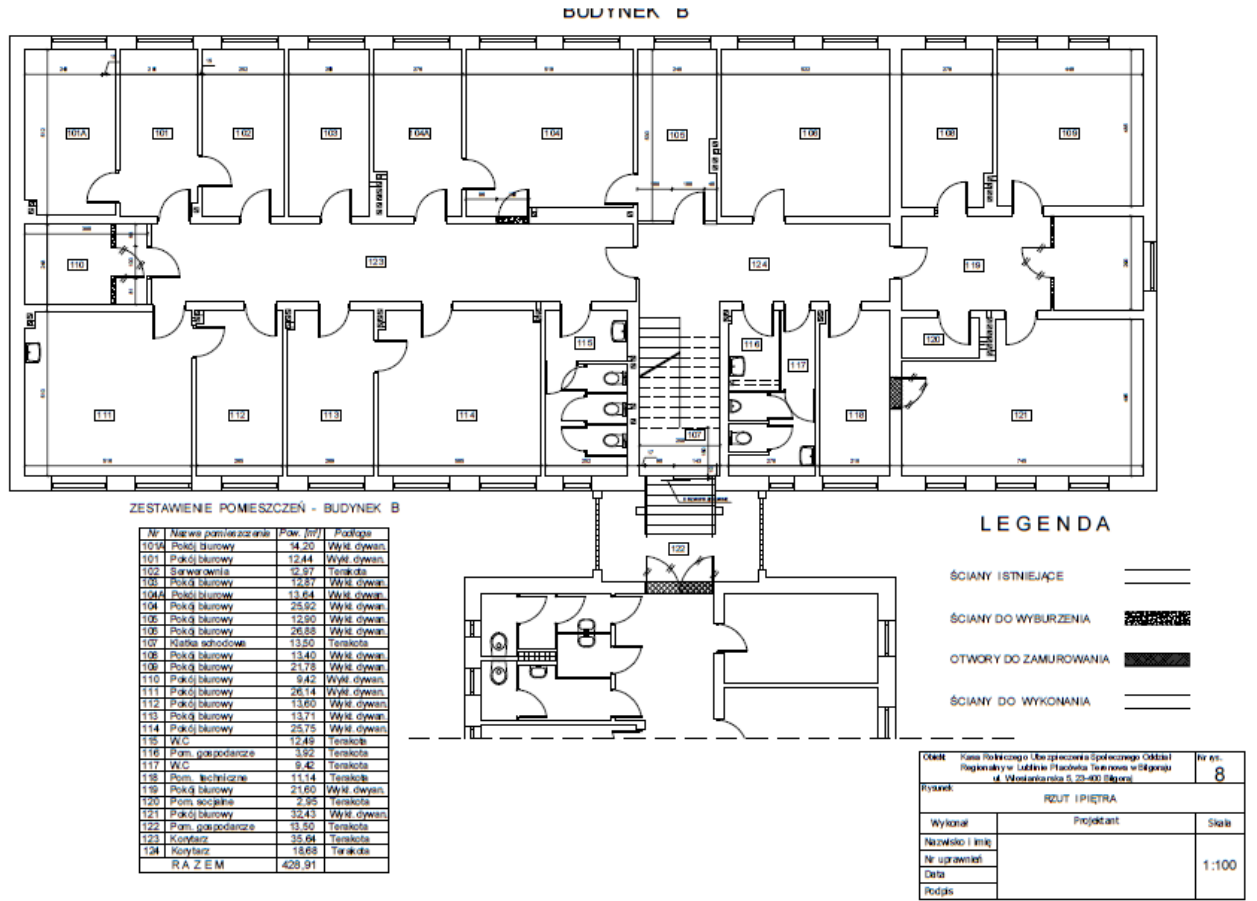 BUDYNEK B
101A
101
102
103
104A
104
105
106
108
109
110
123
124
119
111
112
113
114
115
116
117
118
107
120
121
122
ZESTAWIENIE POMIESZCZEŃ - BUDYNEK B
Nr Nazwa pomieszczenia Pow. [m²] Podłoga
101A Pokój biurowy 14,20 Wykł. dywan.
101 Pokój biurowy 12,44 Wykł. dywan.
102 Serwerownia 12,97 Terakota
103 Pokój biurowy 12,87 Wykł. dywan.
104A Pokój biurowy 13,64 Wykł. dywan.
104 Pokój biurowy 25,92 Wykł. dywan.
105 Pokój biurowy 12,90 Wykł. dywan.
106 Pokój biurowy 26,88 Wykł. dywan.
107 Klatka schodowa 13,50 Terakota
108 Pokój biurowy 13,40 Wykł. dywan.
109 Pokój biurowy 21,78 Wykł. dywan.
110 Pokój biurowy 9,42 Wykł. dywan.
111 Pokój biurowy 26,14 Wykł. dywan.
112 Pokój biurowy 13,60 Wykł. dywan.
113 Pokój biurowy 13,71 Wykł. dywan.
114 Pokój biurowy 25,75 Wykł. dywan.
115 W.C 12,49 Terakota
116 Pom. gospodarcze 3,92 Terakota
117 W.C 9,42 Terakota
118 Pom. techniczne 11,14 Terakota
119 Pokój biurowy 21,60 Wykł. dwyan.
120 Pom. socjalne 2,95 Terakota
121 Pokój biurowy 32,43 Wykł. dywan.
122 Pom. gospodarcze 13,50 Terakota
123 Korytarz 35,64 Terakota
124 Korytarz 18,68 Terakota
RAZEM 428,91
LEGENDA
ŚCIANY ISTNIEJĄCE
ŚCIANY DO WYBURZENIA
OTWORY DO ZAMUROWANIA
ŚCIANY DO WYKONANIA
Obiekt Kasa Rolniczego Ubezpieczenia Społecznego Oddział
Regionalny w Lublinie Placówka Terenowa w Biłgoraju
ul. Włosiankarska 5, 23-400 Biłgoraj
Nr rys.
8
Rysunek
RZUT I PIĘTRA
Wykonał Projektant Skala
Nazwisko i imię
Nr uprawnień
Data
Podpis
1:100